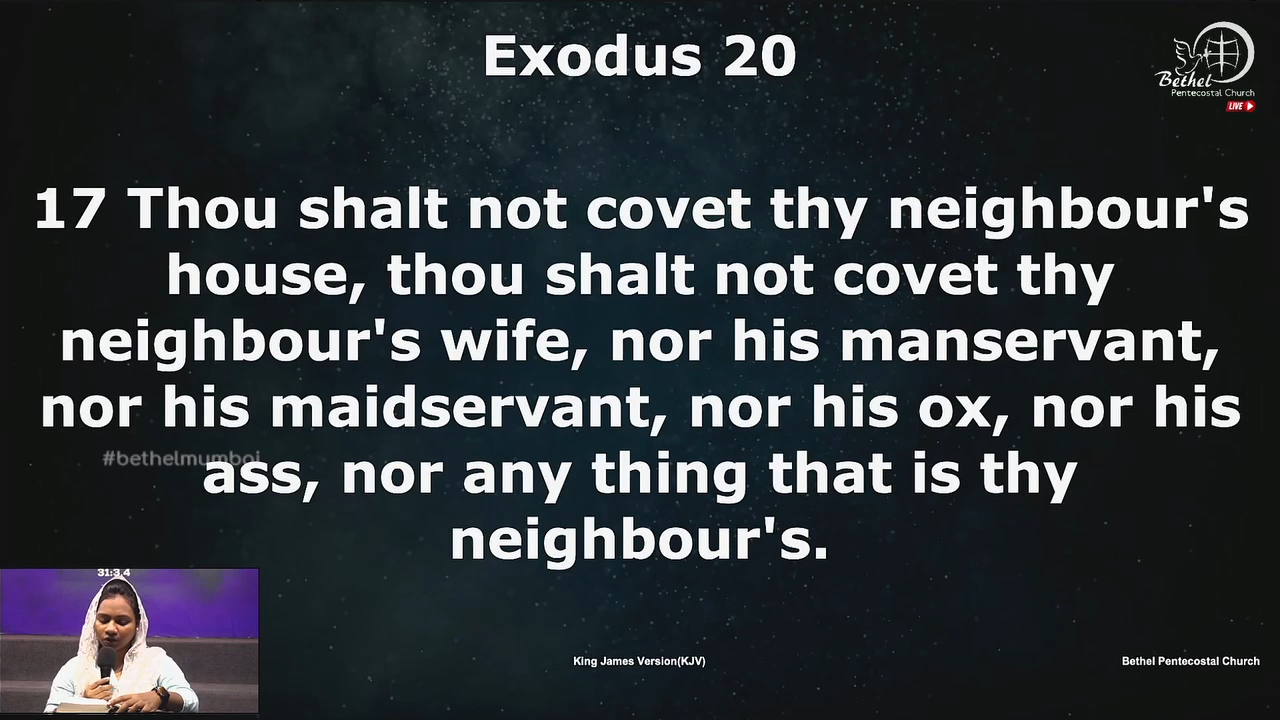 Exodus 20
Bethel
Pentecostal Church
LIVE
17 Thou shalt not covet thy neighbour's
house, thou shalt not covet thy
neighbour's wife, nor his manservant,
nor his maidservant, nor his ox, nor his
#bethelmumbai
ass, nor any thing that is thy
neighbour's.
31:3,4
King James Version(KJV)
Bethel Pentecostal Church